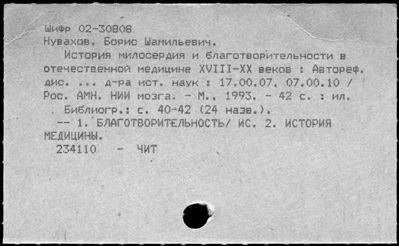 Шифр 02-30808
Нувахов, Борис Шамильевич.
История милосердия и благотворительности в
отечественной медицине XVIII-XX веков : Автореф.
дис. ... д-ра ист. наук : 17.00.07, 07.00.10 /
Рос. АМН. НИИ мозга. - М., 1993. - 42 с. : ил.
Библиогр.: с. 40-42 (24 назв.).
-- 1. БЛАГОТВОРИТЕЛЬНОСТЬ/ ИС. 2. ИСТОРИЯ
МЕДИЦИНЫ.
234110 - ЧИТ